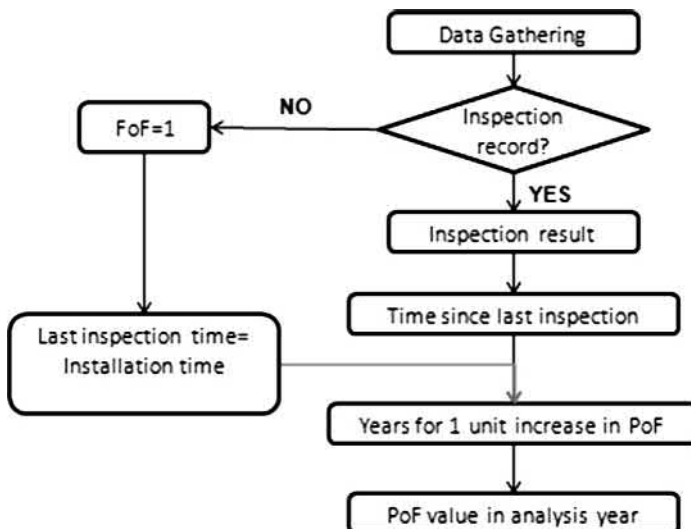 Data Gathering
Inspection
record?
NO
FoF=1
YES
Inspection result
Time since last inspection
Last inspection time=
Installation time
Years for 1 unit increase in PoF
PoF value in analysis year